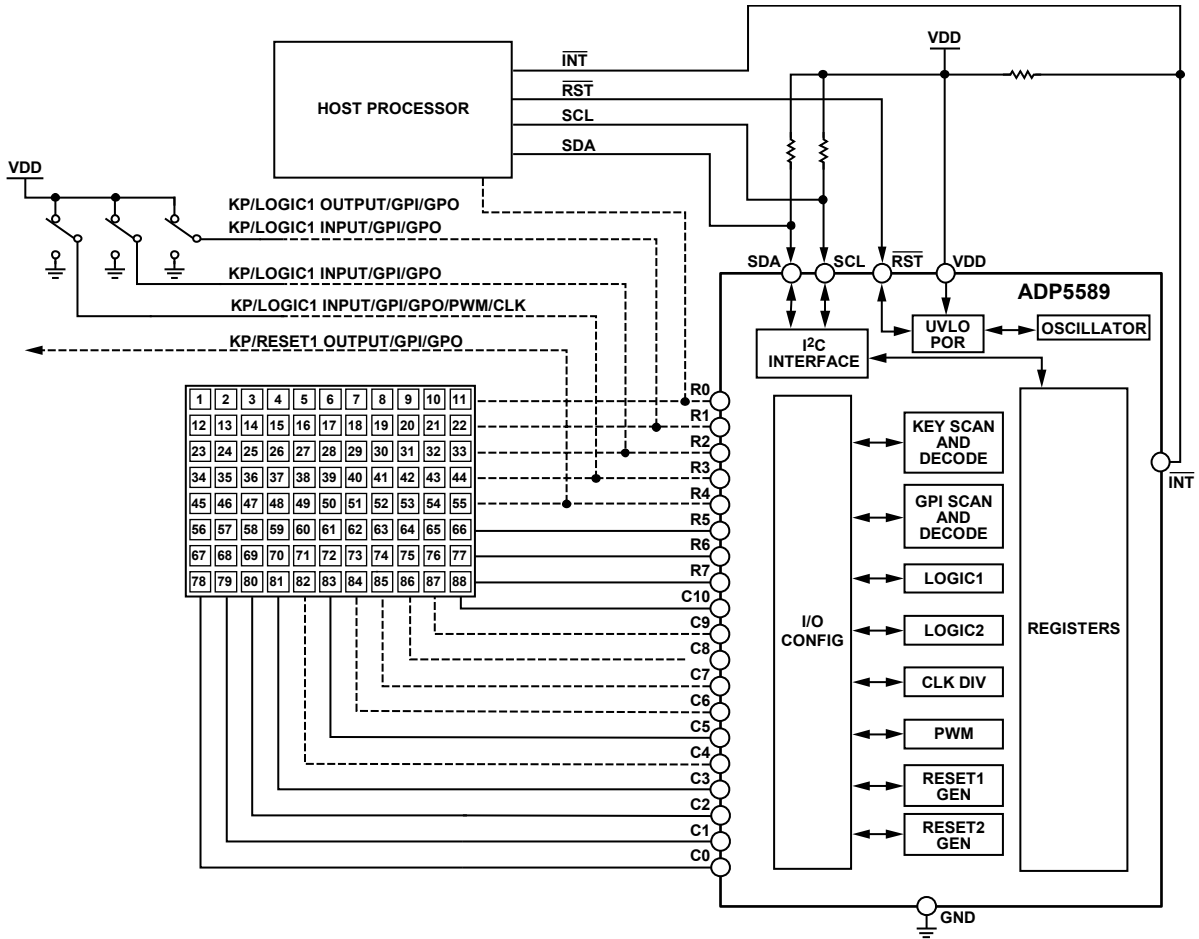 VDD
INT
RST
HOST PROCESSOR
SCL
SDA
VDD
KP/LOGIC1 OUTPUT/GPI/GPO
KP/LOGIC1 INPUT/GPI/GPO
KP/LOGIC1 INPUT/GPI/GPO
KP/LOGIC1 INPUT/GPI/GPO/PWM/CLK
KP/RESET1 OUTPUT/GPI/GPO
SDA SCL RST VDD
ADP5589
I2C
INTERFACE
UVLO
POR
OSCILLATOR
1 2 3 4 5 6 7 8 9 10 11
12 13 14 15 16 17 18 19 20 21 22
23 24 25 26 27 28 29 30 31 32 33
34 35 36 37 38 39 40 41 42 43 44
45 46 47 48 49 50 51 52 53 54 55
56 57 58 59 60 61 62 63 64 65 66
67 68 69 70 71 72 73 74 75 76 77
78 79 80 81 82 83 84 85 86 87 88
R0
R1
R2
R3
R4
R5
R6
R7
C10
C9
C8
C7
C6
C5
C4
C3
C2
C1
C0
I/O
CONFIG
KEY SCAN
AND
DECODE
GPI SCAN
AND
DECODE
LOGIC1
LOGIC2
CLK DIV
PWM
RESET1
GEN
RESET2
GEN
REGISTERS
INT
GND